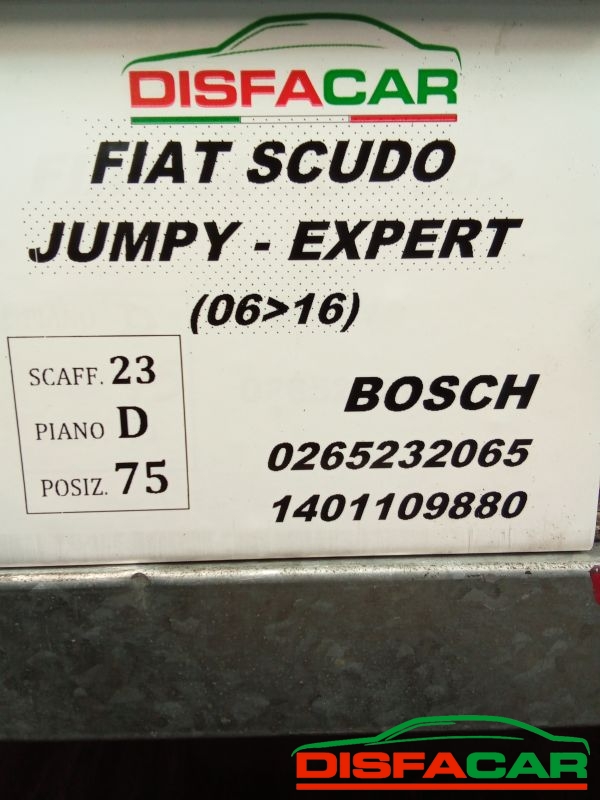 DISFACAR
FIAT SCUDO
JUMPY - EXPERT
(06>16)
SCAFF. 23
PIANO D
POSIZ. 75
BOSCH
0265232065
1401109880
DISFACAR